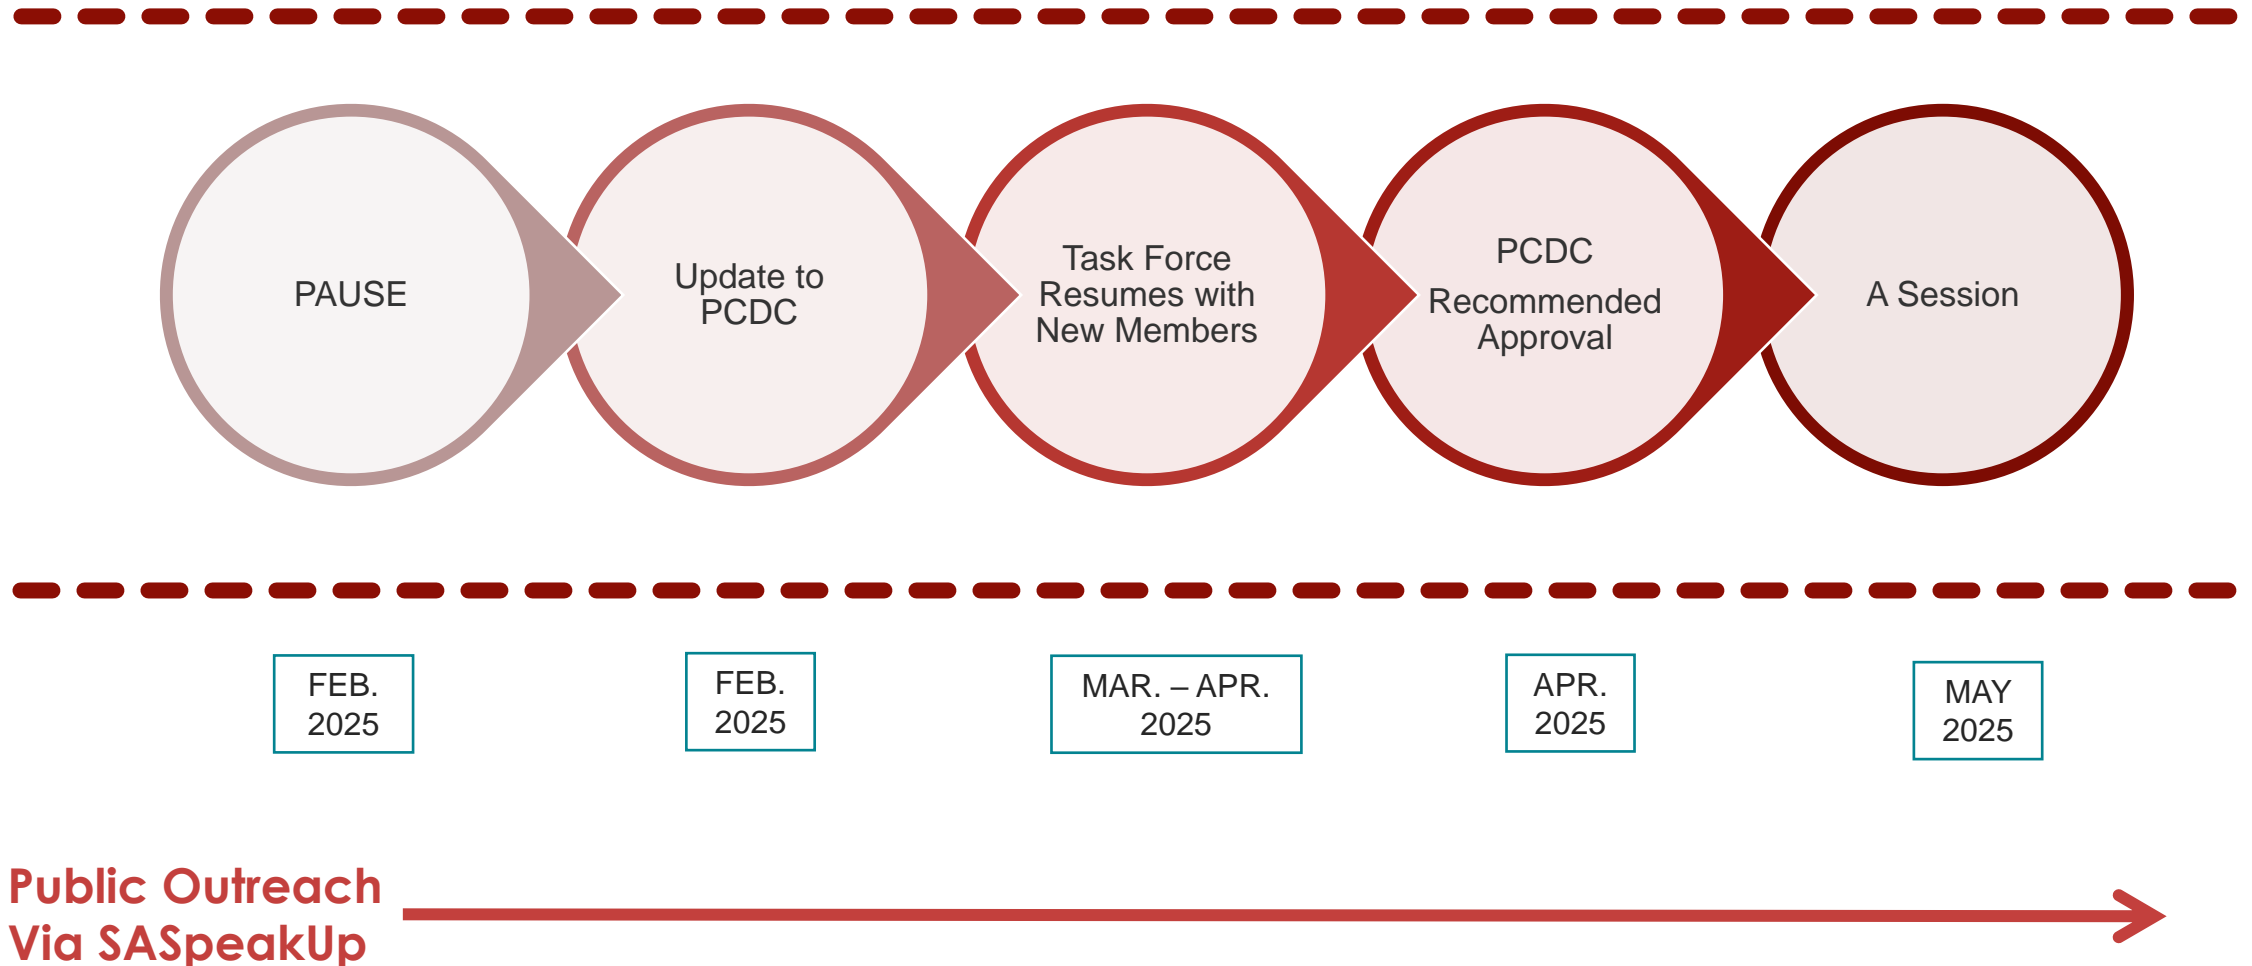 PAUSE
Update to
PCDC
Task Force
Resumes with
New Members
PCDC
Recommended
Approval
A Session
FEB.
2025
FEB.
2025
MAR. – APR.
2025
APR.
2025
MAY
2025
Public Outreach
Via SASpeakUp